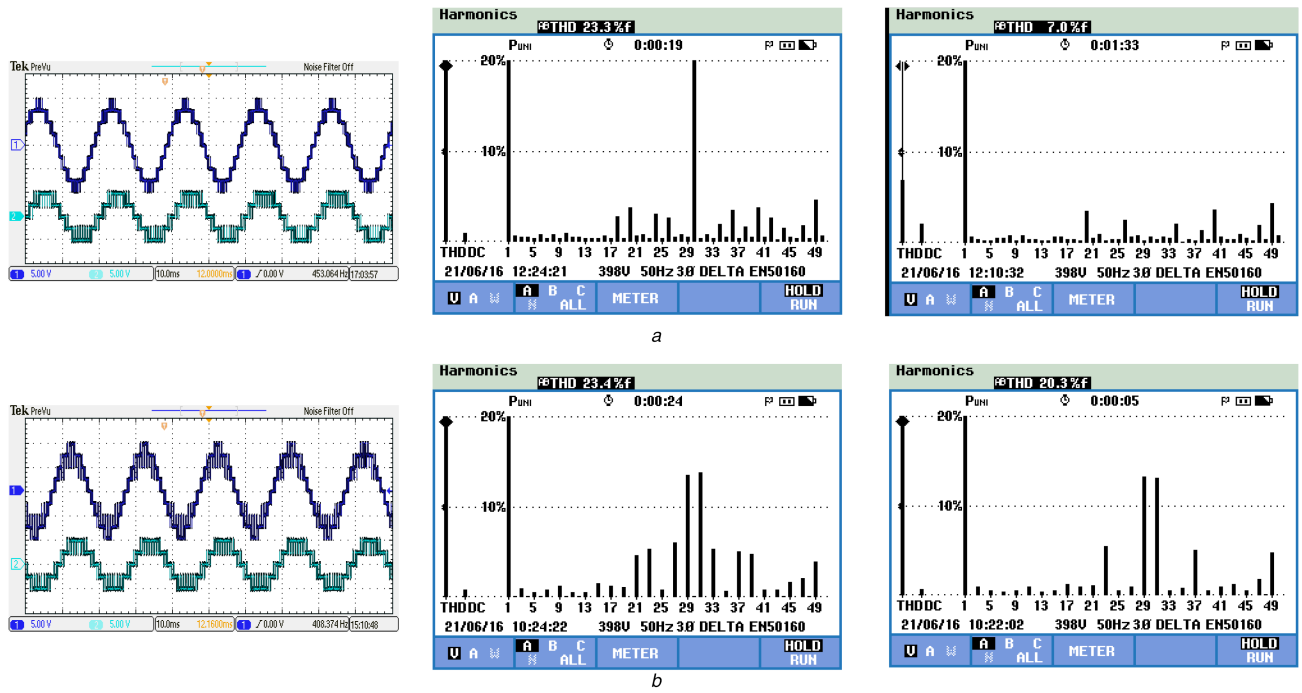 Tek PreVu Noise Filter Off
1
2
1 5.00 V 2 5.00 V 10.0ms 12.0000ms 1 / 0.00 V 453.064 Hz 17:03:57
Harmonics
THD 23.3%f
PUNI 0:00:19
20%
10%
THDDC 1 5 9 13 17 21 25 29 33 37 41 45 49
21/06/16 12:24:21 398V 50Hz 3Ø DELTA EN50160
V A W A B C N ALL METER HOLD RUN
Harmonics
THD 7.0%f
PUNI 0:01:33
20%
10%
THDDC 1 5 9 13 17 21 25 29 33 37 41 45 49
21/06/16 12:10:32 398V 50Hz 3Ø DELTA EN50160
V A W A B C N ALL METER HOLD RUN
a
Tek PreVu Noise Filter Off
1
2
1 5.00 V 2 5.00 V 10.0ms 12.1600ms 1 / 0.00 V 408.374 Hz 15:10:48
Harmonics
THD 23.4%f
PUNI 0:00:24
20%
10%
THDDC 1 5 9 13 17 21 25 29 33 37 41 45 49
21/06/16 10:24:22 398V 50Hz 3Ø DELTA EN50160
V A W A B C N ALL METER HOLD RUN
Harmonics
THD 20.3%f
PUNI 0:00:05
20%
10%
THDDC 1 5 9 13 17 21 25 29 33 37 41 45 49
21/06/16 10:22:02 398V 50Hz 3Ø DELTA EN50160
V A W A B C N ALL METER HOLD RUN
b